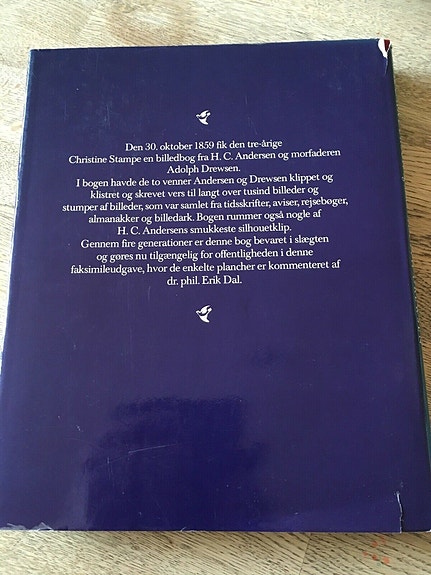 Den 30. oktober 1859 fik den tre-årige
Christine Stampe en billedbog fra H. C. Andersen og morfaderen
Adolph Drewsen.
I bogen havde de to venner Andersen og Drewsen klippet og
klistret og skrevet vers til langt over tusind billeder og
stumper af billeder, som var samlet fra tidsskrifter, aviser, rejsebøger,
almanakker og billedark. Bogen rummer også nogle af
H. C. Andersens smukkeste silhouetklip.
Gennem fire generationer er denne bog bevaret i slægten
og gøres nu tilgængelig for offentligheden i denne
faksimileudgave, hvor de enkelte plancher er kommenteret af
dr. phil. Erik Dal.